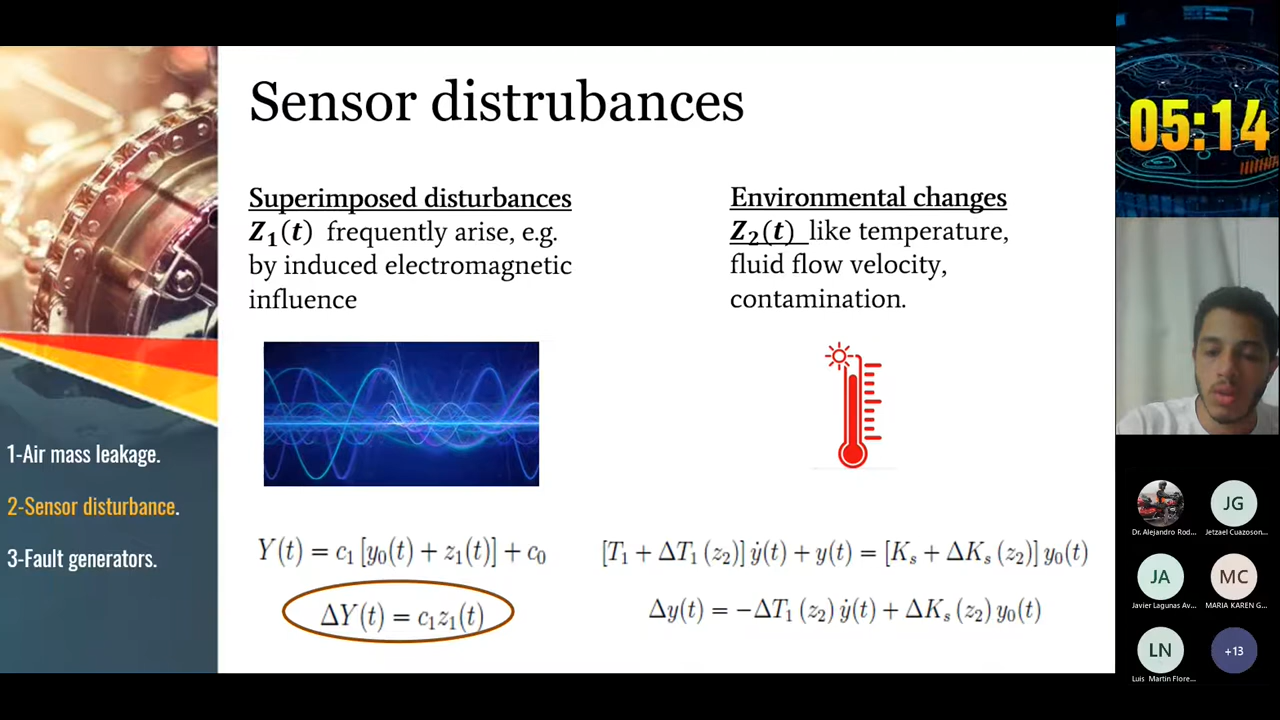 Sensor distrubances
Superimposed disturbances
Z₁(t) frequently arise, e.g.
by induced electromagnetic
influence
Environmental changes
Z₂(t) like temperature,
fluid flow velocity,
contamination.
Y(t) = c₁ [y₀(t) + z₁(t)] + c₀
ΔY(t) = c₁z₁(t)
[T₁ + ΔT₁ (z₂)] ẏ(t) + y(t) = [Kₛ + ΔKₛ (z₂)] y₀(t)
Δy(t) = −ΔT₁ (z₂) ẏ(t) + ΔKₛ (z₂) y₀(t)
1-Air mass leakage.
2-Sensor disturbance.
3-Fault generators.
05:14
Dr. Alejandro Rod...
JG
Jetzael Cuazoson...
JA
Javier Lagunas Av...
MC
MARIA KAREN G...
LN
Luis Martin Flore...
+13